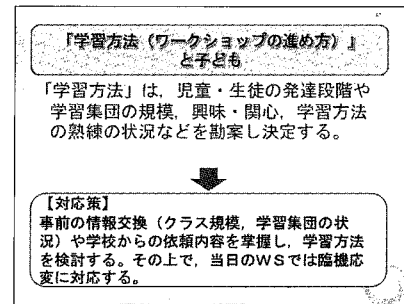 『学習方法（ワークショップの進め方）』
と子ども
「学習方法」は，児童・生徒の発達段階や
学習集団の規模，興味・関心，学習方法
の熟練の状況などを勘案し決定する。
【対応策】
事前の情報交換（クラス規模，学習集団の状
況）や学校からの依頼内容を掌握し，学習方法
を検討する。その上で，当日のＷＳでは臨機応
変に対応する。